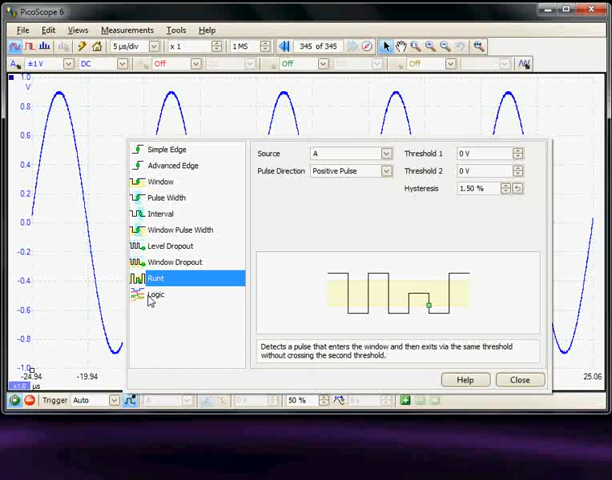 PicoScope 6
File Edit Views Measurements Tools Help
5 µs/div x 1 1 MS 345 of 345
A ±1 V DC Off Off Off
1.0
V
0.8
0.6
0.4
0.2
0.0
-0.2
-0.4
-0.6
-0.8
-1.0
-24.94 -19.94 25.06
x1.0 µs
Simple Edge
Advanced Edge
Window
Pulse Width
Interval
Window Pulse Width
Level Dropout
Window Dropout
Runt
Logic
Source A Threshold 1 0 V
Pulse Direction Positive Pulse Threshold 2 0 V
Hysteresis 1.50 %
Detects a pulse that enters the window and then exits via the same threshold
without crossing the second threshold.
Help Close
Trigger Auto A 0 V 50 % 0 s